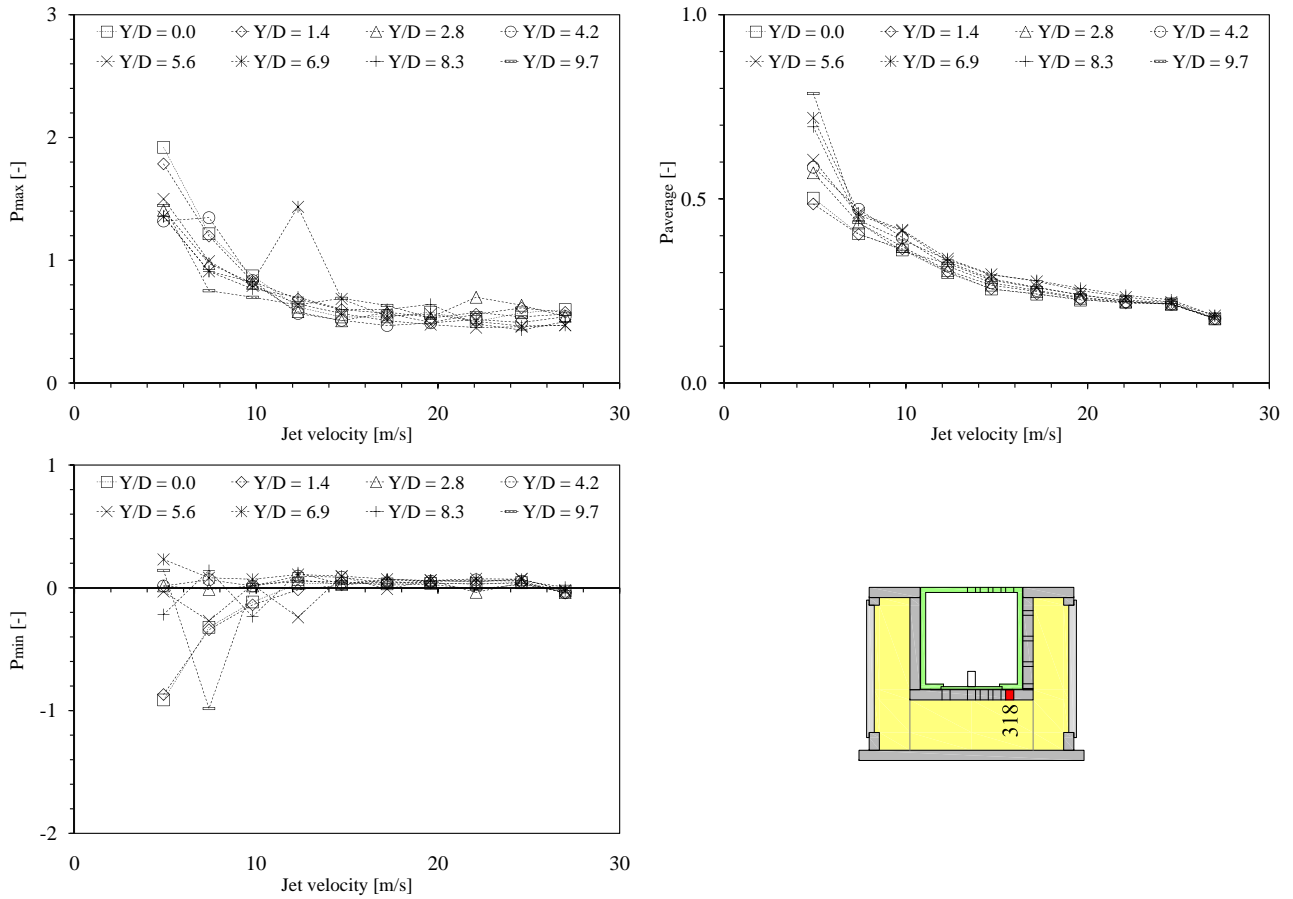 3
Y/D = 0.0 Y/D = 1.4 Y/D = 2.8 Y/D = 4.2
Y/D = 5.6 Y/D = 6.9 Y/D = 8.3 Y/D = 9.7
2
Pmax [-]
1
0
0 10 20 30
Jet velocity [m/s]
1.0
Y/D = 0.0 Y/D = 1.4 Y/D = 2.8 Y/D = 4.2
Y/D = 5.6 Y/D = 6.9 Y/D = 8.3 Y/D = 9.7
Paverage [-]
0.5
0.0
0 10 20 30
Jet velocity [m/s]
1
Y/D = 0.0 Y/D = 1.4 Y/D = 2.8 Y/D = 4.2
Y/D = 5.6 Y/D = 6.9 Y/D = 8.3 Y/D = 9.7
0
Pmin [-]
-1
-2
0 10 20 30
Jet velocity [m/s]
318